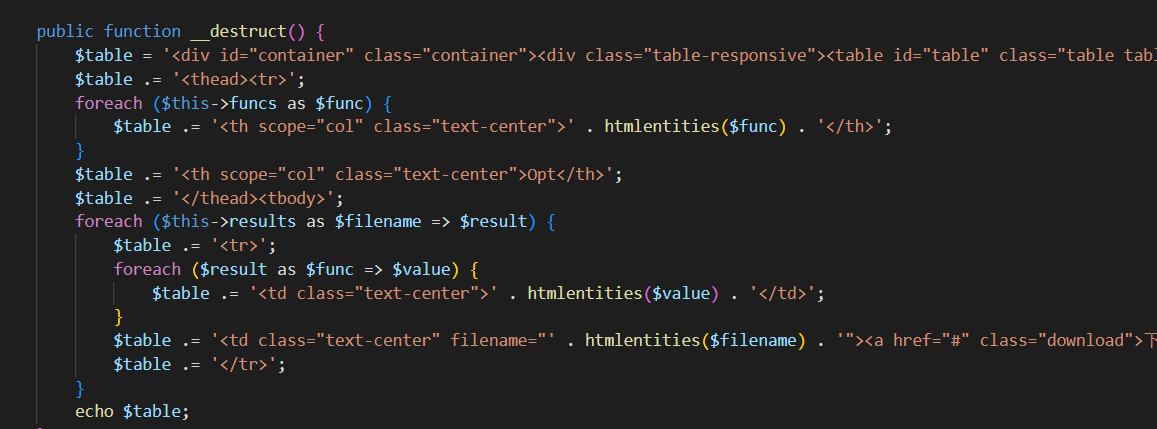 public function __destruct() {
    $table = '<div id="container" class="container"><div class="table-responsive"><table id="table" class="table
    $table .= '<thead><tr>';
    foreach ($this->funcs as $func) {
        $table .= '<th scope="col" class="text-center">' . htmlentities($func) . '</th>';
    }
    $table .= '<th scope="col" class="text-center">Opt</th>';
    $table .= '</thead><tbody>';
    foreach ($this->results as $filename => $result) {
        $table .= '<tr>';
        foreach ($result as $func => $value) {
            $table .= '<td class="text-center">' . htmlentities($value) . '</td>';
        }
        $table .= '<td class="text-center" filename="' . htmlentities($filename) . '"><a href="#" class="download">下
        $table .= '</tr>';
    }
    echo $table;